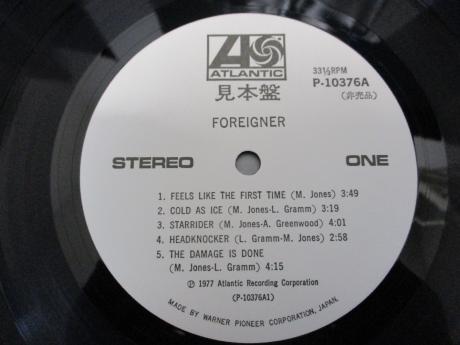 ATLANTIC
33⅓RPM
P-10376A
(非売品)
見本盤
FOREIGNER
STEREO ONE
1. FEELS LIKE THE FIRST TIME (M. Jones) 3:49
2. COLD AS ICE (M. Jones-L. Gramm) 3:19
3. STARRIDER (M. Jones-A. Greenwood) 4:01
4. HEADKNOCKER (L. Gramm-M. Jones) 2:58
5. THE DAMAGE IS DONE
(M. Jones-L. Gramm) 4:15
℗ 1977 Atlantic Recording Corporation
(P-10376A1)
MADE BY WARNER PIONEER CORPORATION, JAPAN.